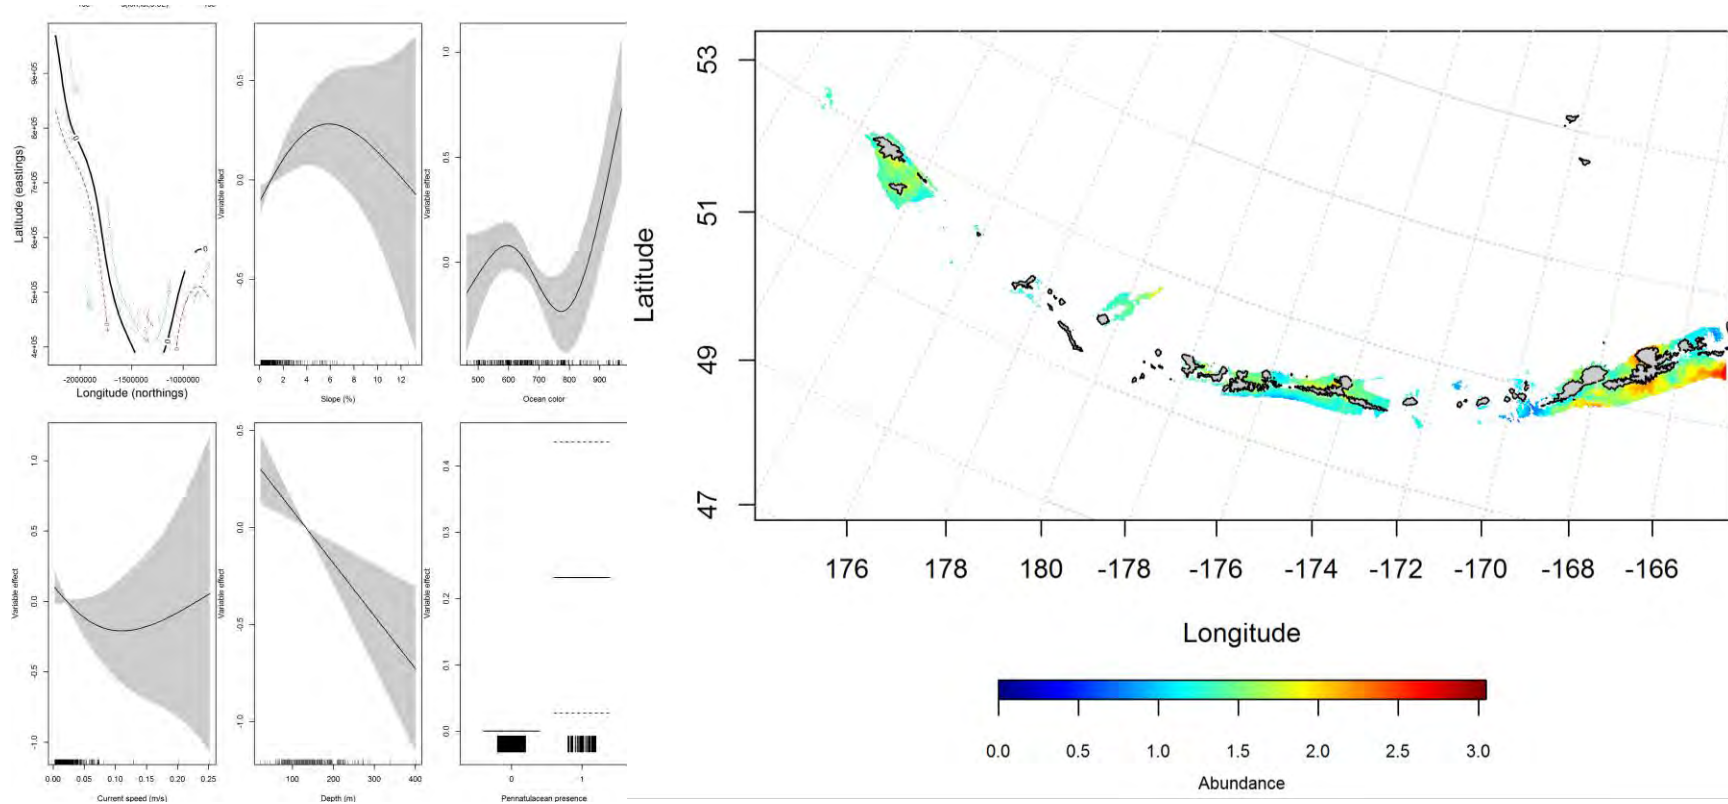 9e+05
8e+05
7e+05
6e+05
5e+05
4e+05
Latitude (eastings)
-2000000 -1500000 -1000000
Longitude (northings)
0.5
0.0
-0.5
Variable effect
0 2 4 6 8 10 12
Slope (%)
1.0
0.5
0.0
Variable effect
500 600 700 800 900
Ocean color
1.0
0.5
0.0
-0.5
-1.0
Variable effect
0.00 0.05 0.10 0.15 0.20 0.25
Current speed (m/s)
0.5
0.0
-0.5
-1.0
Variable effect
100 200 300 400
Depth (m)
0.4
0.3
0.2
0.1
0.0
Variable effect
0 1
Pennatulacean presence
53
51
49
47
Latitude
176 178 180 -178 -176 -174 -172 -170 -168 -166
Longitude
0.0 0.5 1.0 1.5 2.0 2.5 3.0
Abundance